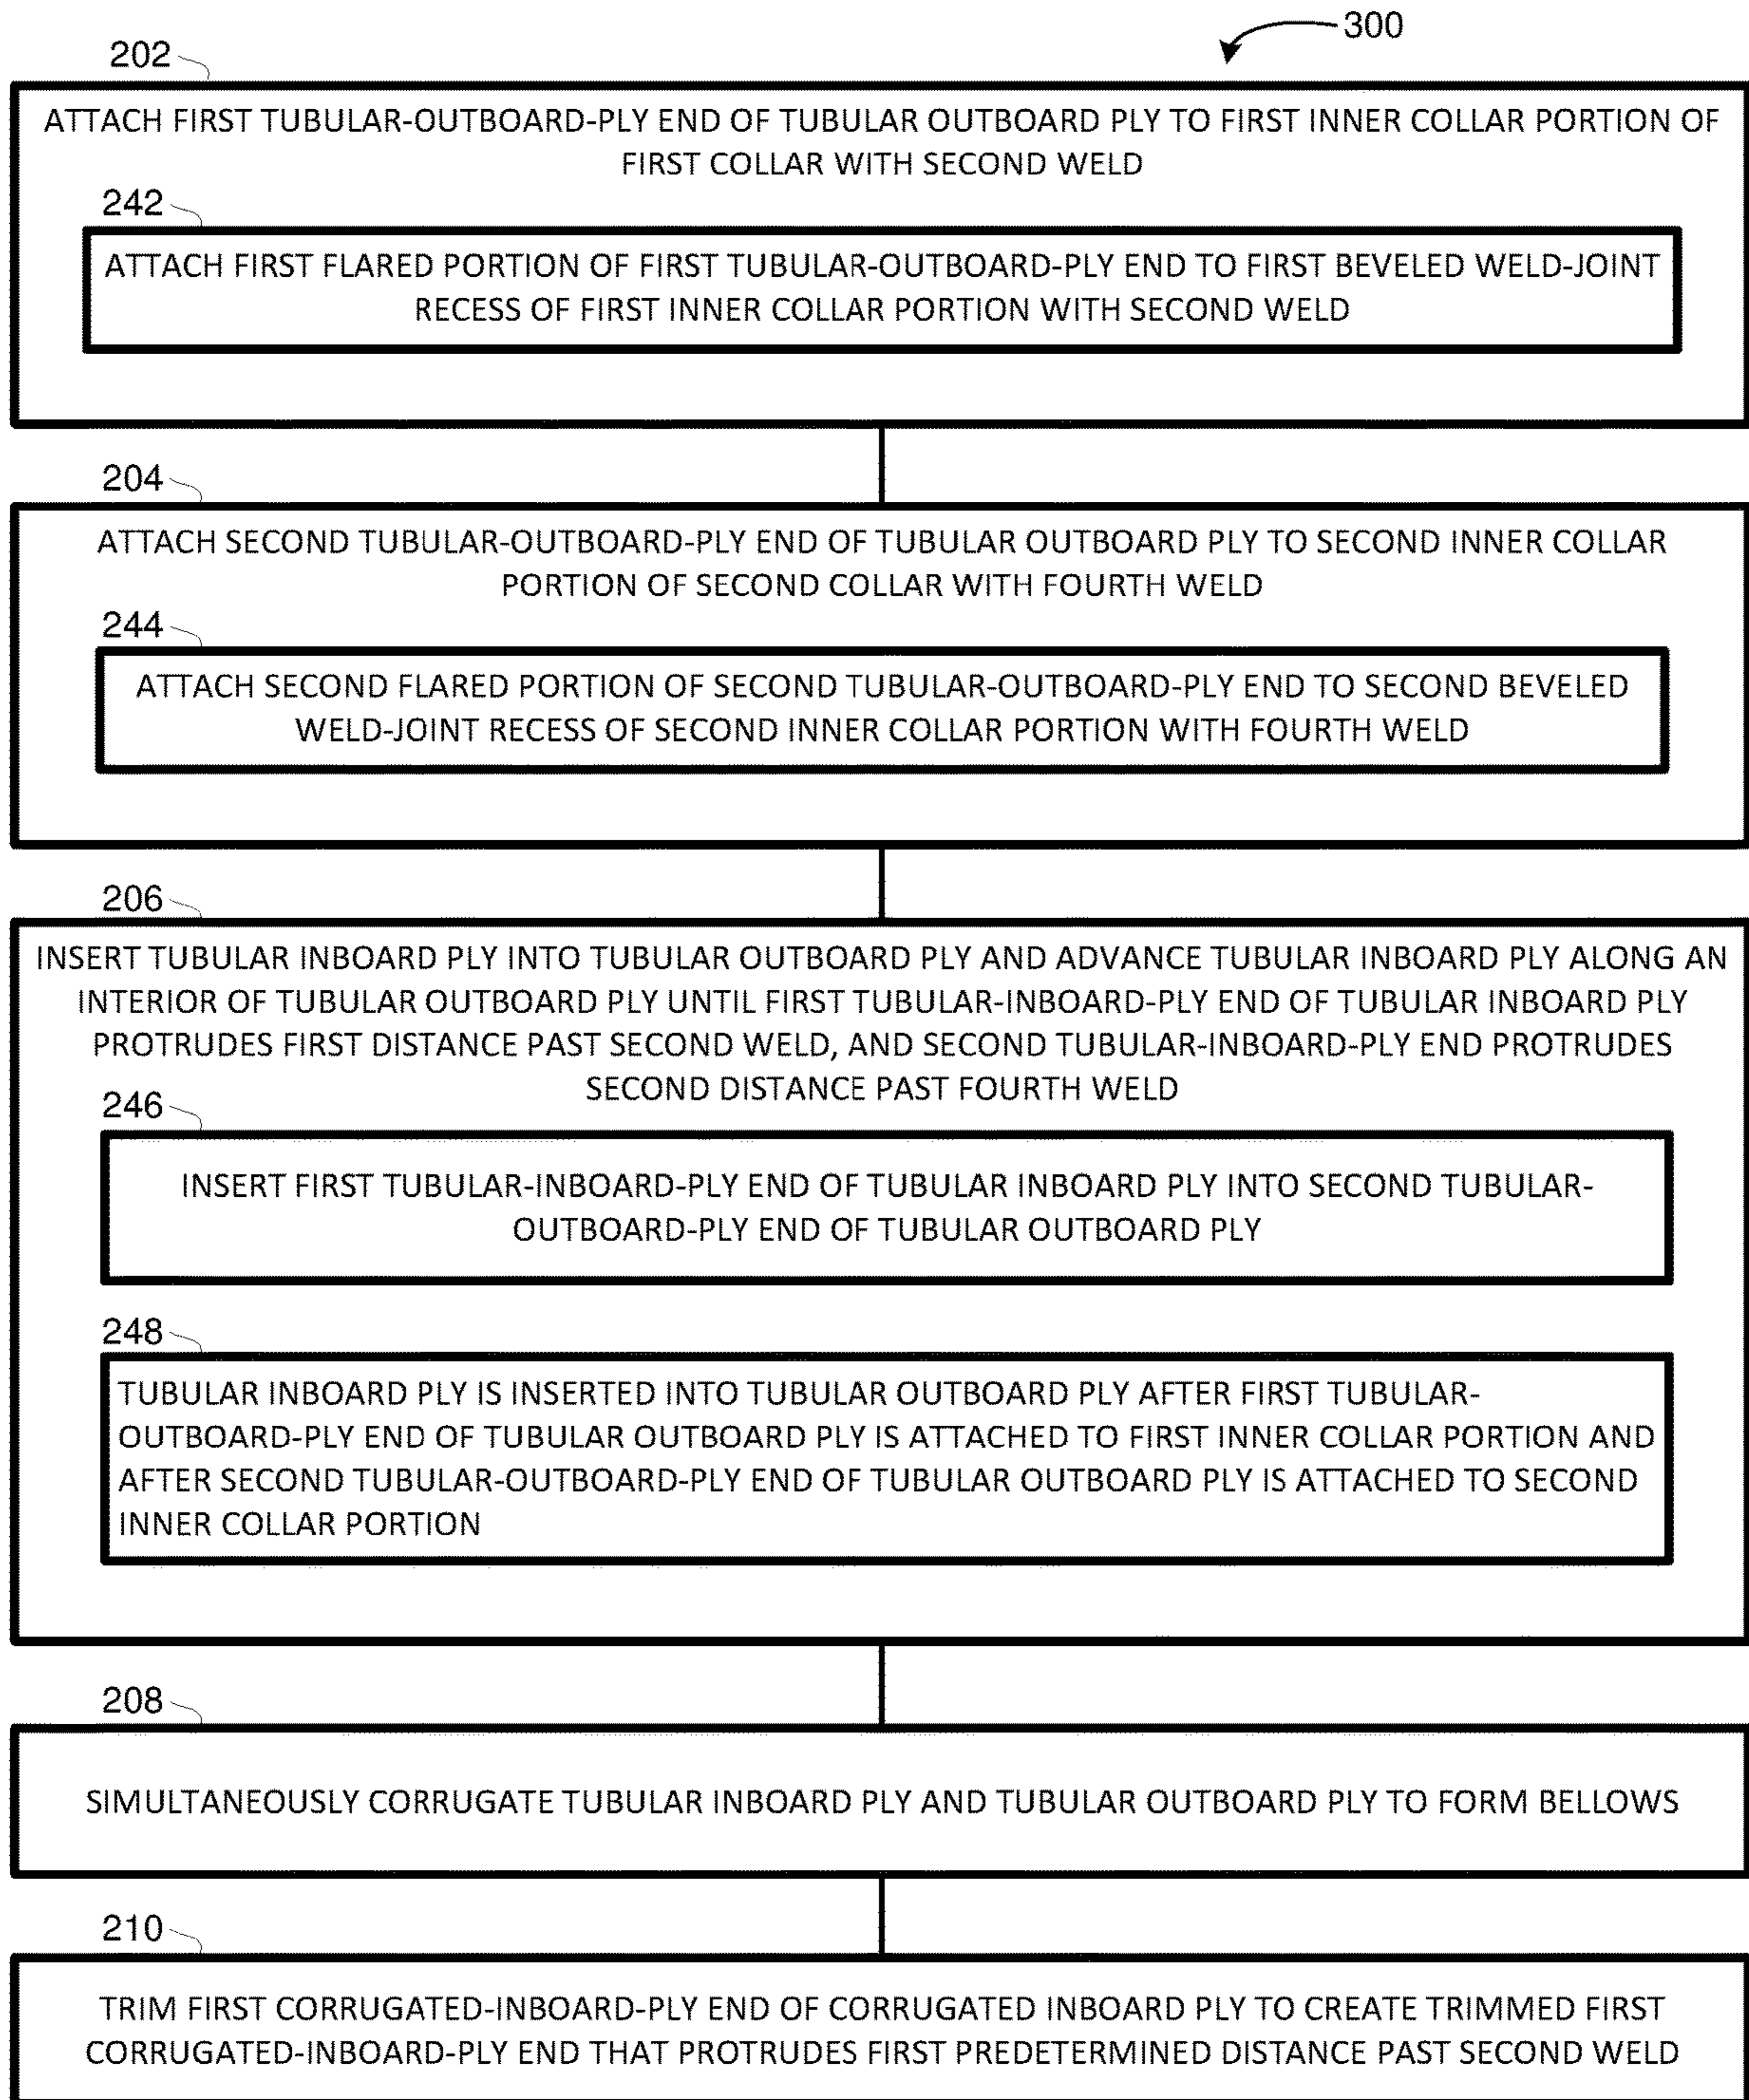 300
202
ATTACH FIRST TUBULAR-OUTBOARD-PLY END OF TUBULAR OUTBOARD PLY TO FIRST INNER COLLAR PORTION OF
FIRST COLLAR WITH SECOND WELD
242
ATTACH FIRST FLARED PORTION OF FIRST TUBULAR-OUTBOARD-PLY END TO FIRST BEVELED WELD-JOINT
RECESS OF FIRST INNER COLLAR PORTION WITH SECOND WELD
204
ATTACH SECOND TUBULAR-OUTBOARD-PLY END OF TUBULAR OUTBOARD PLY TO SECOND INNER COLLAR
PORTION OF SECOND COLLAR WITH FOURTH WELD
244
ATTACH SECOND FLARED PORTION OF SECOND TUBULAR-OUTBOARD-PLY END TO SECOND BEVELED
WELD-JOINT RECESS OF SECOND INNER COLLAR PORTION WITH FOURTH WELD
206
INSERT TUBULAR INBOARD PLY INTO TUBULAR OUTBOARD PLY AND ADVANCE TUBULAR INBOARD PLY ALONG AN
INTERIOR OF TUBULAR OUTBOARD PLY UNTIL FIRST TUBULAR-INBOARD-PLY END OF TUBULAR INBOARD PLY
PROTRUDES FIRST DISTANCE PAST SECOND WELD, AND SECOND TUBULAR-INBOARD-PLY END PROTRUDES
SECOND DISTANCE PAST FOURTH WELD
246
INSERT FIRST TUBULAR-INBOARD-PLY END OF TUBULAR INBOARD PLY INTO SECOND TUBULAR-
OUTBOARD-PLY END OF TUBULAR OUTBOARD PLY
248
TUBULAR INBOARD PLY IS INSERTED INTO TUBULAR OUTBOARD PLY AFTER FIRST TUBULAR-
OUTBOARD-PLY END OF TUBULAR OUTBOARD PLY IS ATTACHED TO FIRST INNER COLLAR PORTION AND
AFTER SECOND TUBULAR-OUTBOARD-PLY END OF TUBULAR OUTBOARD PLY IS ATTACHED TO SECOND
INNER COLLAR PORTION
208
SIMULTANEOUSLY CORRUGATE TUBULAR INBOARD PLY AND TUBULAR OUTBOARD PLY TO FORM BELLOWS
210
TRIM FIRST CORRUGATED-INBOARD-PLY END OF CORRUGATED INBOARD PLY TO CREATE TRIMMED FIRST
CORRUGATED-INBOARD-PLY END THAT PROTRUDES FIRST PREDETERMINED DISTANCE PAST SECOND WELD